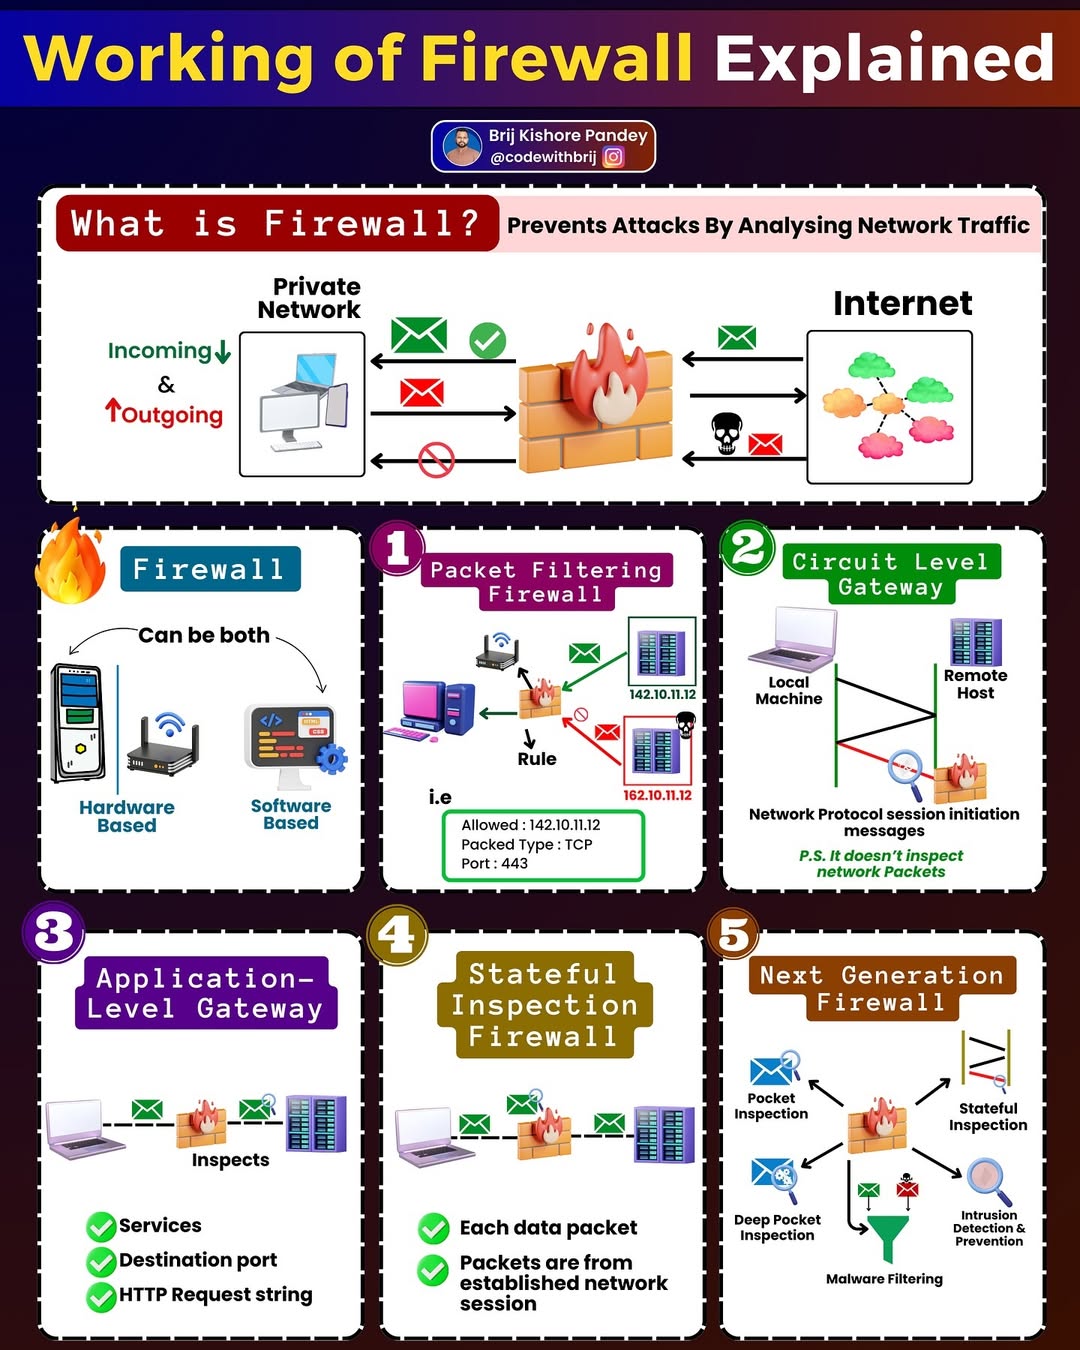 Working of Firewall Explained
Brij Kishore Pandey
@codewithbrij
What is Firewall?
Prevents Attacks By Analysing Network Traffic
Private
Network
Internet
Incoming
&
Outgoing
Firewall
Can be both
Hardware
Based
Software
Based
1
Packet Filtering
Firewall
142.10.11.12
Rule
162.10.11.12
i.e
Allowed : 142.10.11.12
Packed Type : TCP
Port : 443
2
Circuit Level
Gateway
Local
Machine
Remote
Host
Network Protocol session initiation
messages
P.S. It doesn't inspect
network Packets
3
Application-
Level Gateway
Inspects
Services
Destination port
HTTP Request string
4
Stateful
Inspection
Firewall
Each data packet
Packets are from
established network
session
5
Next Generation
Firewall
Pocket
Inspection
Stateful
Inspection
Deep Pocket
Inspection
Intrusion
Detection &
Prevention
Malware Filtering